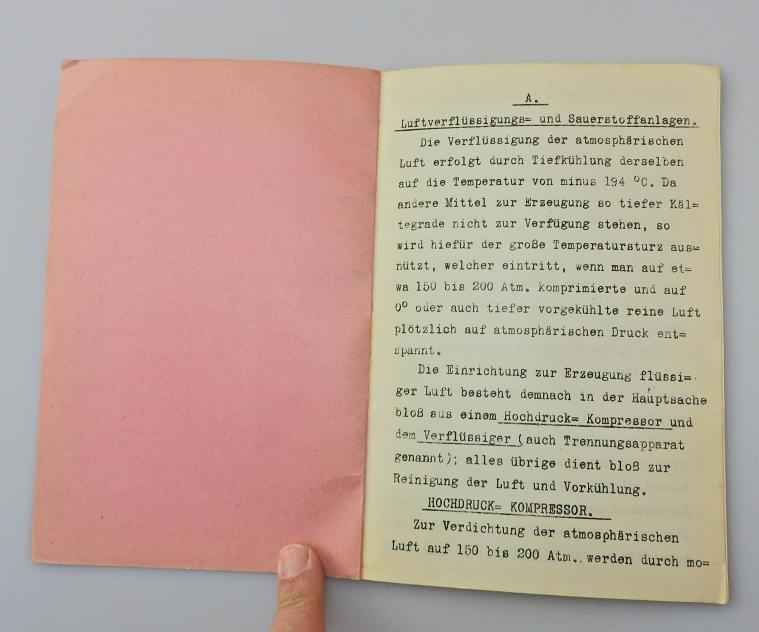 A.
Luftverflüssigungs= und Sauerstoffanlagen.
Die Verflüssigung der atmosphärischen
Luft erfolgt durch Tiefkühlung derselben
auf die Temperatur von minus 194 °C. Da
andere Mittel zur Erzeugung so tiefer Käl=
tegrade nicht zur Verfügung stehen, so
wird hiefür der große Temperatursturz aus=
nützt, welcher eintritt, wenn man auf et=
wa 150 bis 200 Atm. komprimierte und auf
0° oder auch tiefer vorgekühlte reine Luft
plötzlich auf atmosphärischen Druck ent=
spannt.
Die Einrichtung zur Erzeugung flüssi=
ger Luft besteht demnach in der Hauptsache
bloß aus einem Hochdruck= Kompressor und
dem Verflüssiger (auch Trennungsapparat
genannt); alles übrige dient bloß zur
Reinigung der Luft und Vorkühlung.
HOCHDRUCK= KOMPRESSOR.
Zur Verdichtung der atmosphärischen
Luft auf 150 bis 200 Atm.. werden durch mo=